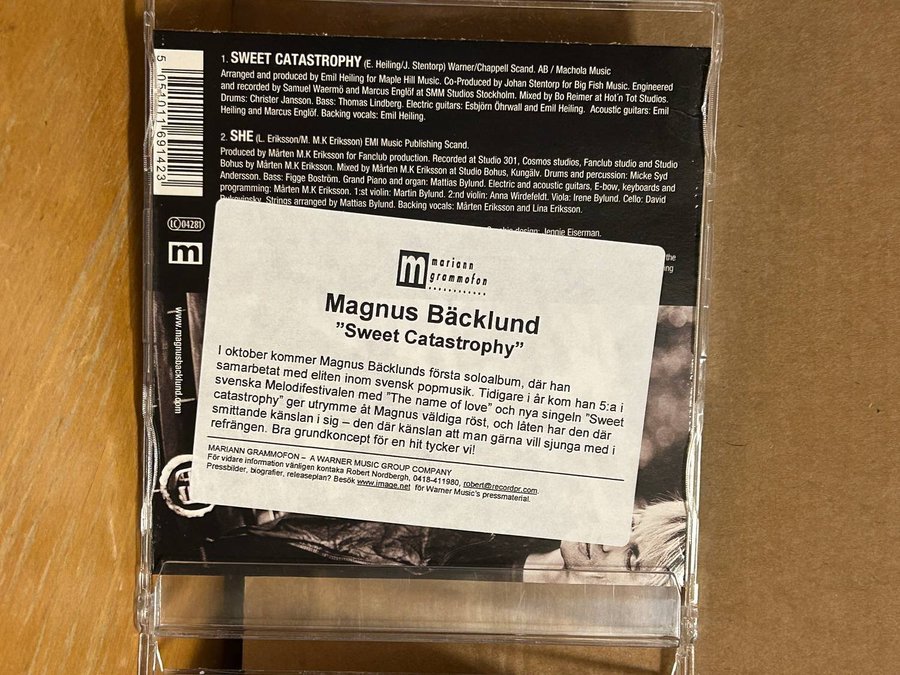 1. SWEET CATASTROPHY (E. Heiling/J. Stentorp) Warner/Chappell Scand. AB / Machola Music
Arranged and produced by Emil Heiling for Maple Hill Music. Co-Produced by Johan Stentorp for Big Fish Music. Engineered
and recorded by Samuel Waermö and Marcus Englöf at SMM Studios Stockholm. Mixed by Bo Reimer at Hot'n Tot Studios.
Drums: Christer Jansson. Bass: Thomas Lindberg. Electric guitars: Esbjörn Öhrwall and Emil Heiling. Acoustic guitars: Emil
Heiling and Marcus Englöf. Backing vocals: Emil Heiling.
2. SHE (L. Eriksson/M. M.K Eriksson) EMI Music Publishing Scand.
Produced by Mårten M.K Eriksson for Fanclub production. Recorded at Studio 301, Cosmos studios, Fanclub studio and Studio
Bohus by Mårten M.K Eriksson. Mixed by Mårten M.K Eriksson at Studio Bohus, Kungälv. Drums and percussion: Micke Syd
Andersson. Bass: Figge Boström. Grand Piano and organ: Mattias Bylund. Electric and acoustic guitars, E-bow, keyboards and
programming: Mårten M.K Eriksson. 1:st violin: Martin Bylund. 2:nd violin: Anna Wirdefeldt. Viola: Irene Bylund. Cello: David
Strings arranged by Mattias Bylund. Backing vocals: Mårten Eriksson and Lina Eriksson.
design: Jennie Eiserman.
the
5 054011 691423
LC 04281
m
www.magnusbacklund.com
m mariann
grammofon
Magnus Bäcklund
"Sweet Catastrophy"
I oktober kommer Magnus Bäcklunds första soloalbum, där han
samarbetat med eliten inom svensk popmusik. Tidigare i år kom han 5:a i
svenska Melodifestivalen med "The name of love" och nya singeln "Sweet
catastrophy" ger utrymme åt Magnus väldiga röst, och låten har den där
smittande känslan i sig – den där känslan att man gärna vill sjunga med i
refrängen. Bra grundkoncept för en hit tycker vi!
MARIANN GRAMMOFON – A WARNER MUSIC GROUP COMPANY
För vidare information vänligen kontaka Robert Nordbergh, 0418-411980, robert@recordpr.com.
Pressbilder, biografier, releaseplan? Besök www.image.net för Warner Music's pressmaterial.